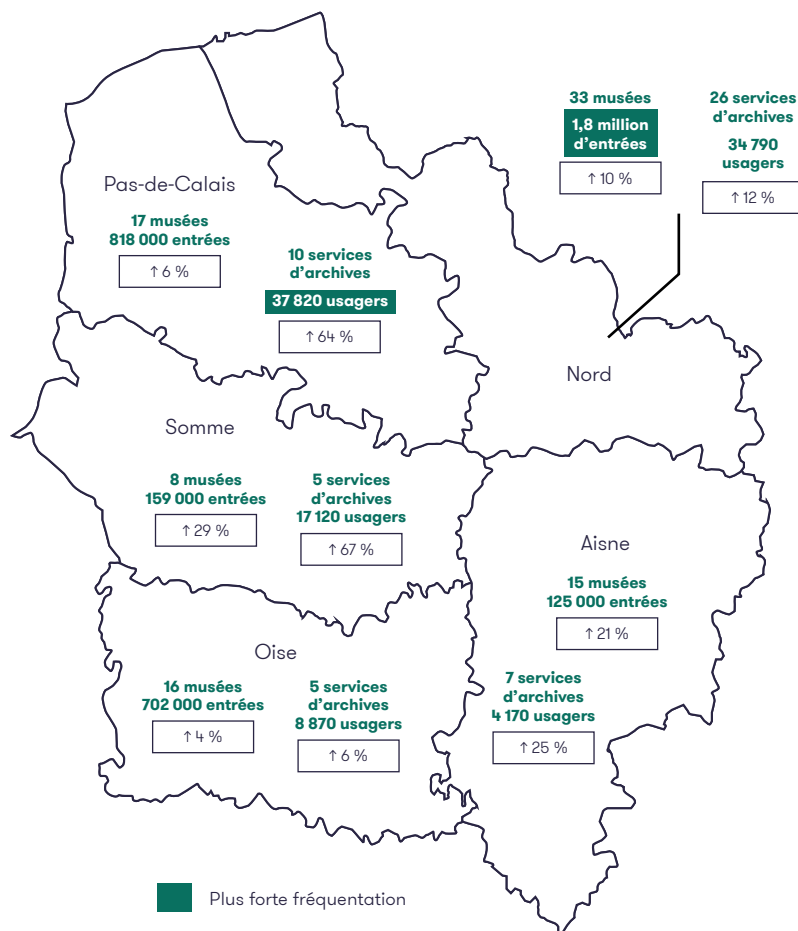 33 musées
1,8 million
d'entrées
↑ 10 %
26 services
d'archives
34 790
usagers
↑ 12 %
Pas-de-Calais
17 musées
818 000 entrées
↑ 6 %
10 services
d'archives
37 820 usagers
↑ 64 %
Nord
Somme
8 musées
159 000 entrées
↑ 29 %
5 services
d'archives
17 120 usagers
↑ 67 %
Aisne
15 musées
125 000 entrées
↑ 21 %
7 services
d'archives
4 170 usagers
↑ 25 %
Oise
16 musées
702 000 entrées
↑ 4 %
5 services
d'archives
8 870 usagers
↑ 6 %
Plus forte fréquentation